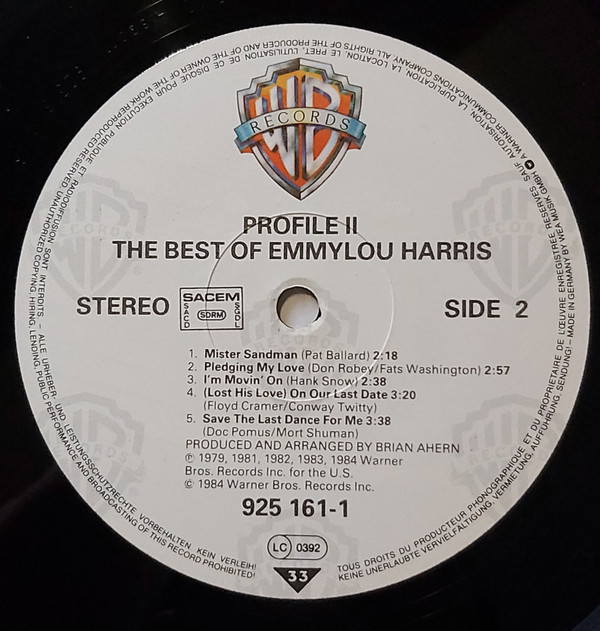 WB
RECORDS
PROFILE II
THE BEST OF EMMYLOU HARRIS
STEREO
SACEM
SACD
SDRM
SGDL
SIDE 2
1. Mister Sandman (Pat Ballard) 2:18
2. Pledging My Love (Don Robey/Fats Washington) 2:57
3. I'm Movin' On (Hank Snow) 2:38
4. (Lost His Love) On Our Last Date 3:20
(Floyd Cramer/Conway Twitty)
5. Save The Last Dance For Me 3:38
(Doc Pomus/Mort Shuman)
PRODUCED AND ARRANGED BY BRIAN AHERN
℗ 1979, 1981, 1982, 1983, 1984 Warner
Bros. Records Inc. for the U.S.
© 1984 Warner Bros. Records Inc.
925 161-1
LC 0392
33
TOUS DROITS DU PRODUCTEUR PHONOGRAPHIQUE ET DU PROPRIETAIRE DE L'ŒUVRE ENREGISTREE RESERVES SAUF AUTORISATION. LA DUPLICATION, LA LOCATION, LE PRET, L'UTILISATION DE CE DISQUE POUR EXECUTION PUBLIQUE ET RADIODIFFUSION SONT INTERDITS. – ALLE URHEBER- UND LEISTUNGSSCHUTZRECHTE VORBEHALTEN. KEIN VERLEIH!
KEINE UNERLAUBTE VERVIELFÄLTIGUNG, VERMIETUNG, AUFFÜHRUNG, SENDUNG! – MADE IN GERMANY BY WEA MUSIK GMBH
A WARNER COMMUNICATIONS COMPANY. ALL RIGHTS OF THE PRODUCER AND OF THE OWNER OF THE WORK REPRODUCED RESERVED. UNAUTHORIZED COPYING, HIRING, LENDING, PUBLIC PERFORMANCE AND BROADCASTING OF THIS RECORD PROHIBITED!